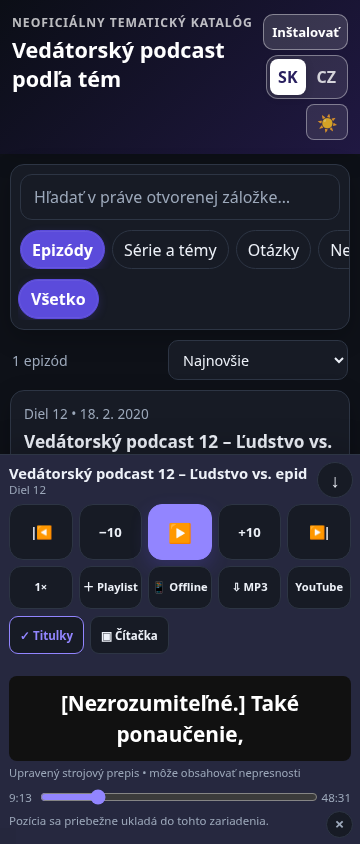 NEOFICIÁLNY TEMATICKÝ KATALÓG
Vedátorský podcast
podľa tém
Inštalovať
SK CZ
Hľadať v práve otvorenej záložke...
Epizódy Série a témy Otázky Ne
Všetko
1 epizód Najnovšie
Diel 12 • 18. 2. 2020
Vedátorský podcast 12 – Ľudstvo vs.
Vedátorský podcast 12 – Ľudstvo vs. epid
Diel 12
−10 +10
1× + Playlist Offline ⇩ MP3 YouTube
✓ Titulky ▣ Čítačka
[Nezrozumiteľné.] Také
ponaučenie,
Upravený strojový prepis • môže obsahovať nepresnosti
9:13 48:31
Pozícia sa priebežne ukladá do tohto zariadenia.